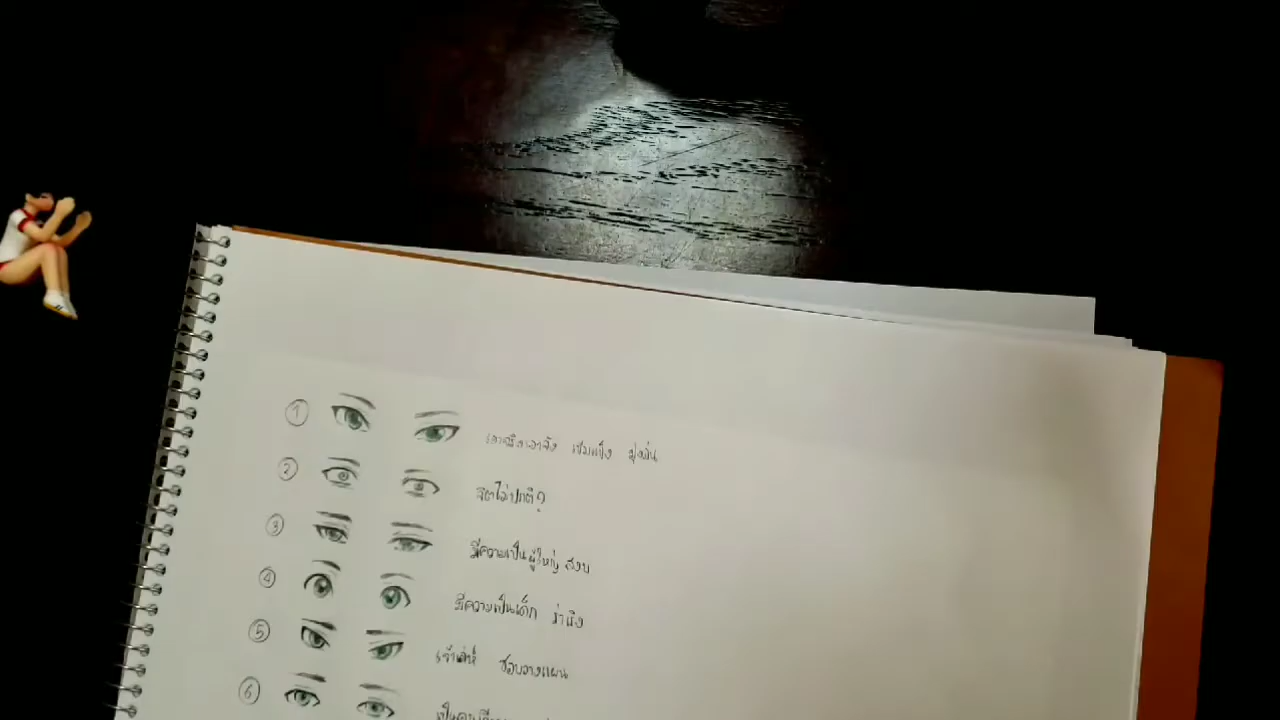 ① เอาจริงเอาจัง เข้มแข็ง มุ่งมั่น
② จิตไม่ปกติ?
③ มีความเป็นผู้ใหญ่ สงบ
④ มีความเป็นเด็ก ร่าเริง
⑤ เจ้าเล่ห์ ชอบวางแผน
⑥